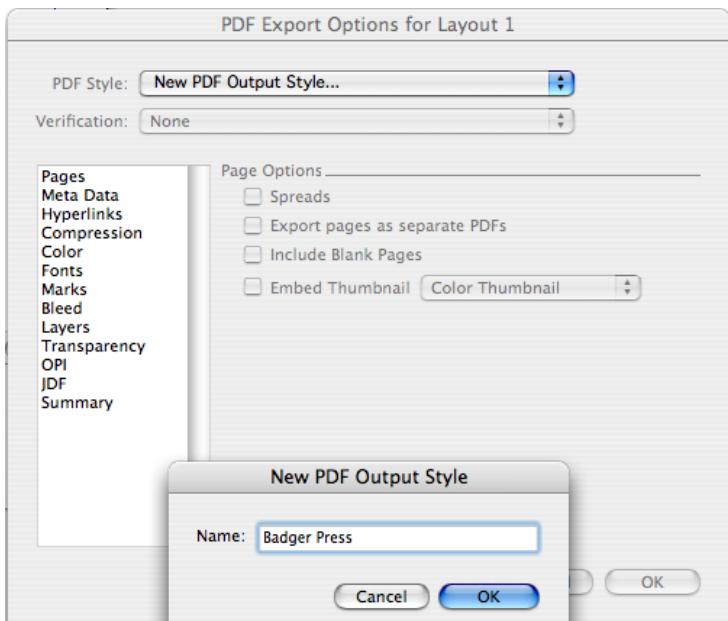 PDF Export Options for Layout 1
PDF Style: New PDF Output Style...
Verification: None
Pages
Meta Data
Hyperlinks
Compression
Color
Fonts
Marks
Bleed
Layers
Transparency
OPI
JDF
Summary
Page Options
Spreads
Export pages as separate PDFs
Include Blank Pages
Embed Thumbnail Color Thumbnail
New PDF Output Style
Name: Badger Press
Cancel OK
OK